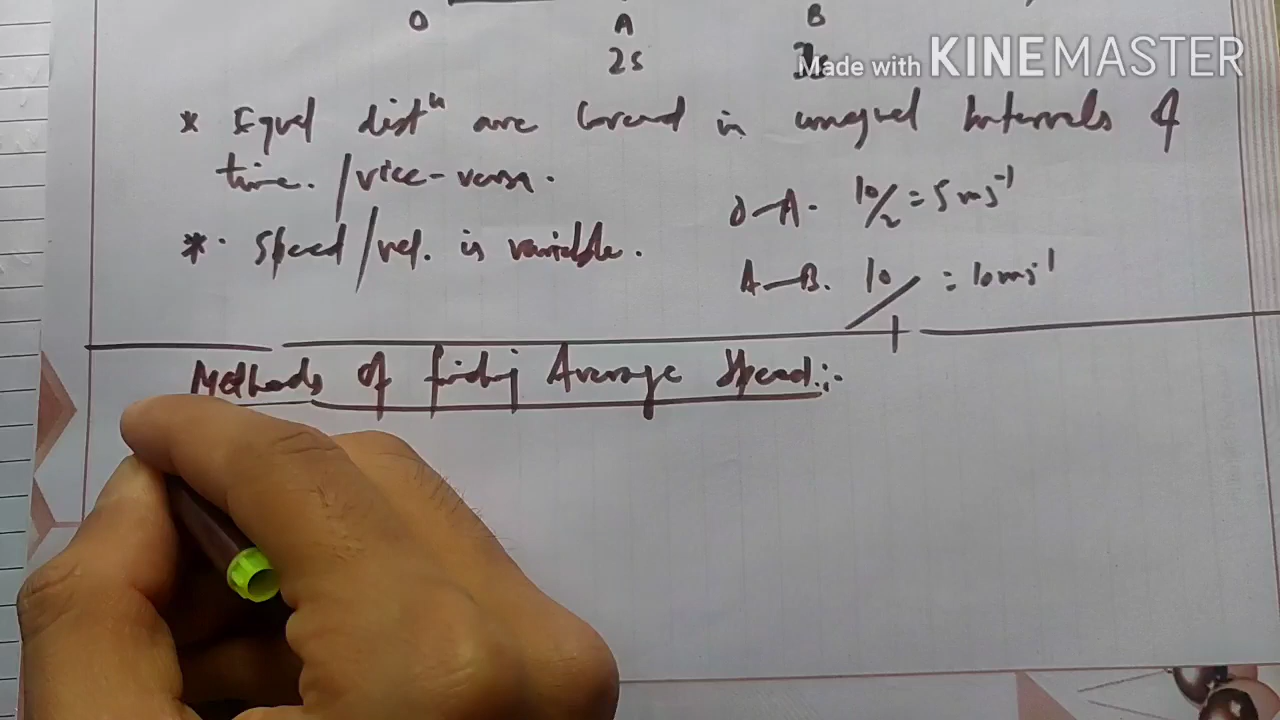 O A B
2s
Made with KINEMASTER
* Equal distⁿ are covered in unequal Intervals of
time. /vice-versa.
O—A. 10/2 = 5 ms⁻¹
*. Speed/vel. is variable.
A—B. 10/ = 10 ms⁻¹
Methods of finding Average Speed:-